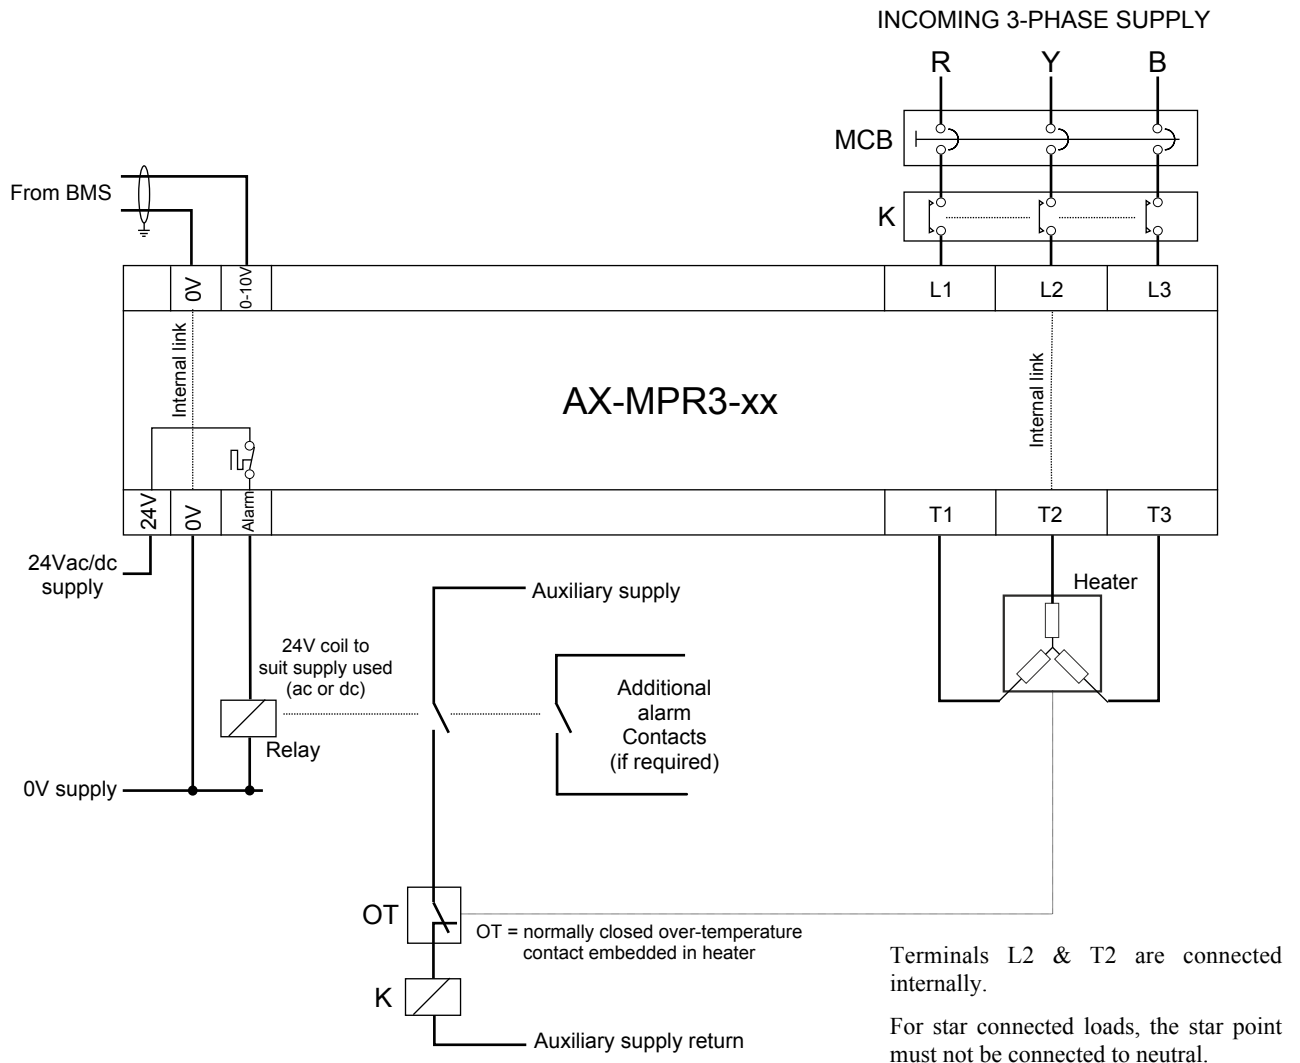 INCOMING 3-PHASE SUPPLY
R Y B
MCB
From BMS
K
0V
0-10V
L1 L2 L3
Internal link
Internal link
AX-MPR3-xx
24V
0V
Alarm
T1 T2 T3
24Vac/dc
supply
Auxiliary supply
Heater
24V coil to
suit supply used
(ac or dc)
Additional
alarm
Contacts
(if required)
Relay
0V supply
OT
OT = normally closed over-temperature
contact embedded in heater
K
Auxiliary supply return
Terminals L2 & T2 are connected
internally.
For star connected loads, the star point
must not be connected to neutral.